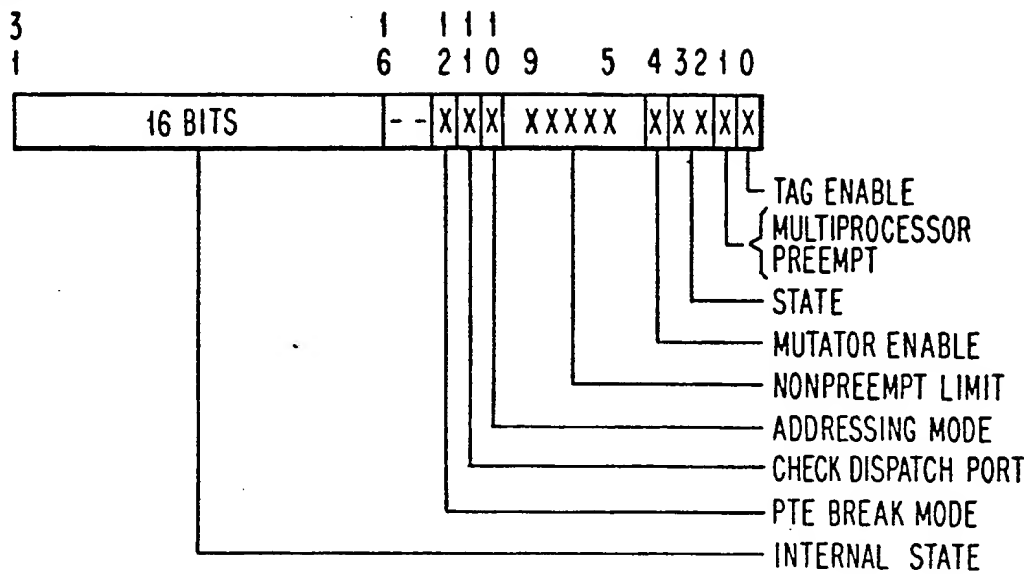 3 1 1 1 1
1 6 2 1 0 9 5 4 3 2 1 0
16 BITS - - X X X XXXXX X X X X X
TAG ENABLE
MULTIPROCESSOR
PREEMPT
STATE
MUTATOR ENABLE
NONPREEMPT LIMIT
ADDRESSING MODE
CHECK DISPATCH PORT
PTE BREAK MODE
INTERNAL STATE